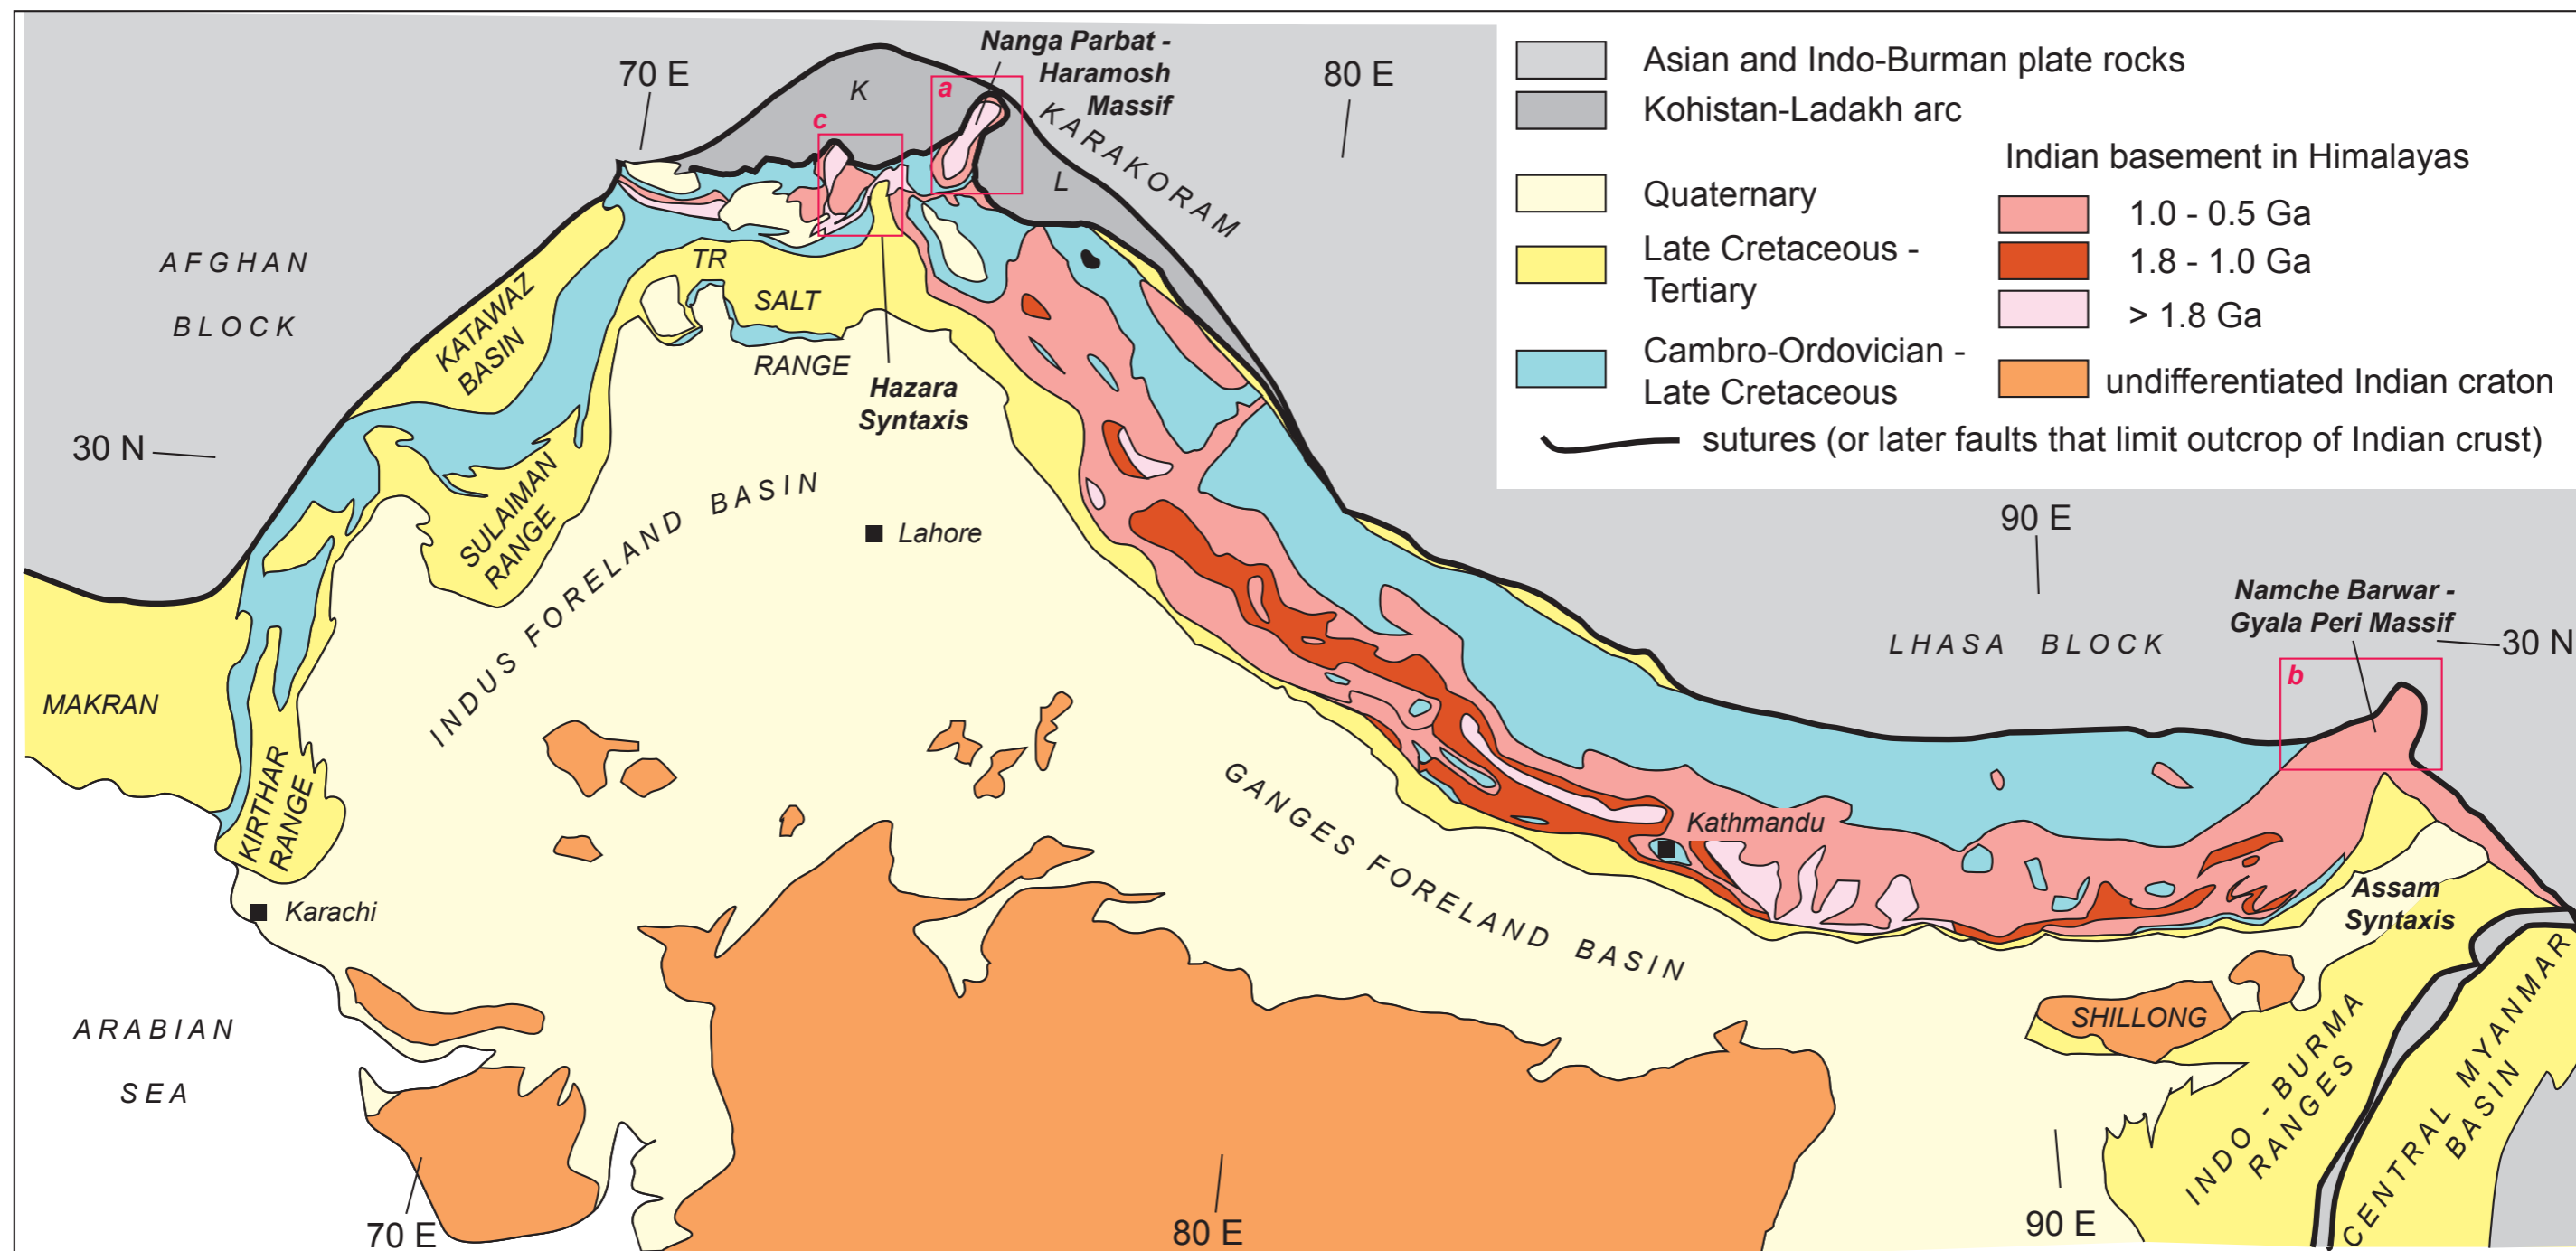 Nanga Parbat -
Haramosh
Massif
70 E
80 E
K
a
c
KARAKORAM
L
AFGHAN
BLOCK
TR
SALT
RANGE
KATAWAZ
BASIN
Hazara
Syntaxis
30 N
SULAIMAN
RANGE
INDUS FORELAND BASIN
Lahore
MAKRAN
KIRTHAR
RANGE
Karachi
ARABIAN
SEA
GANGES FORELAND BASIN
Kathmandu
90 E
LHASA BLOCK
Namche Barwar -
Gyala Peri Massif
30 N
b
Assam
Syntaxis
SHILLONG
INDO - BURMA
RANGES
CENTRAL MYANMAR
BASIN
70 E
80 E
90 E
Asian and Indo-Burman plate rocks
Kohistan-Ladakh arc
Quaternary
Late Cretaceous -
Tertiary
Cambro-Ordovician -
Late Cretaceous
Indian basement in Himalayas
1.0 - 0.5 Ga
1.8 - 1.0 Ga
> 1.8 Ga
undifferentiated Indian craton
sutures (or later faults that limit outcrop of Indian crust)